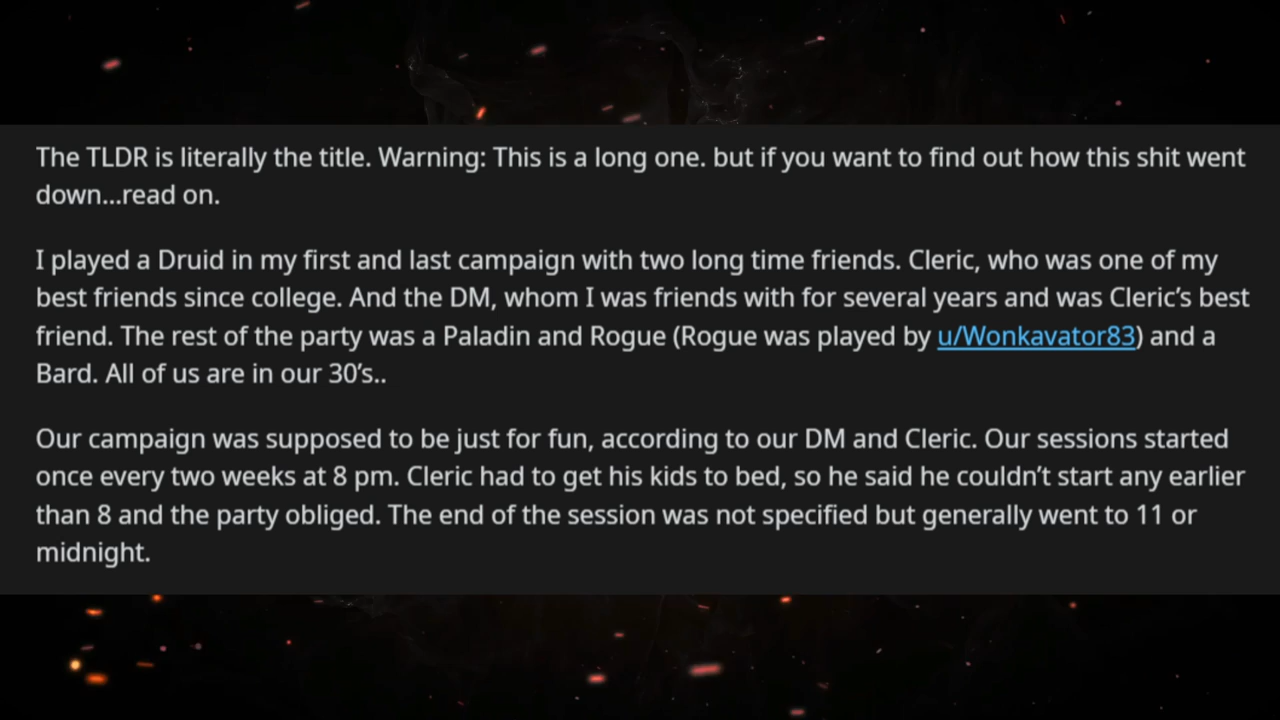 The TLDR is literally the title. Warning: This is a long one. but if you want to find out how this shit went
down...read on.
I played a Druid in my first and last campaign with two long time friends. Cleric, who was one of my
best friends since college. And the DM, whom I was friends with for several years and was Cleric’s best
friend. The rest of the party was a Paladin and Rogue (Rogue was played by u/Wonkavator83) and a
Bard. All of us are in our 30’s..
Our campaign was supposed to be just for fun, according to our DM and Cleric. Our sessions started
once every two weeks at 8 pm. Cleric had to get his kids to bed, so he said he couldn’t start any earlier
than 8 and the party obliged. The end of the session was not specified but generally went to 11 or
midnight.